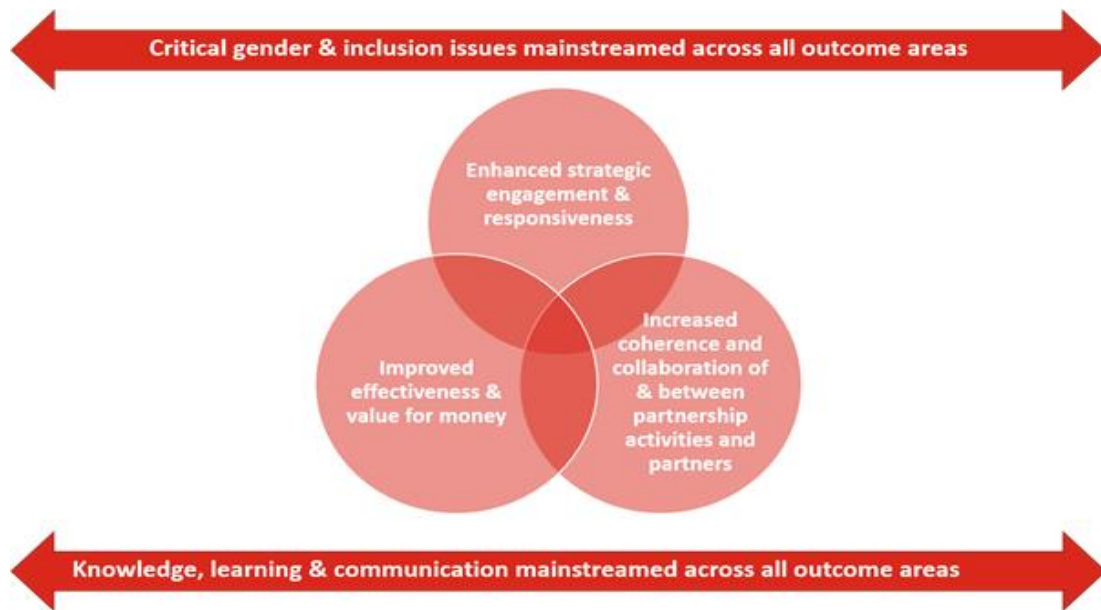 Critical gender & inclusion issues mainstreamed across all outcome areas
Enhanced strategic
engagement &
responsiveness
Improved
effectiveness &
value for money
Increased
coherence and
collaboration of
& between
partnership
activities and
partners
Knowledge, learning & communication mainstreamed across all outcome areas